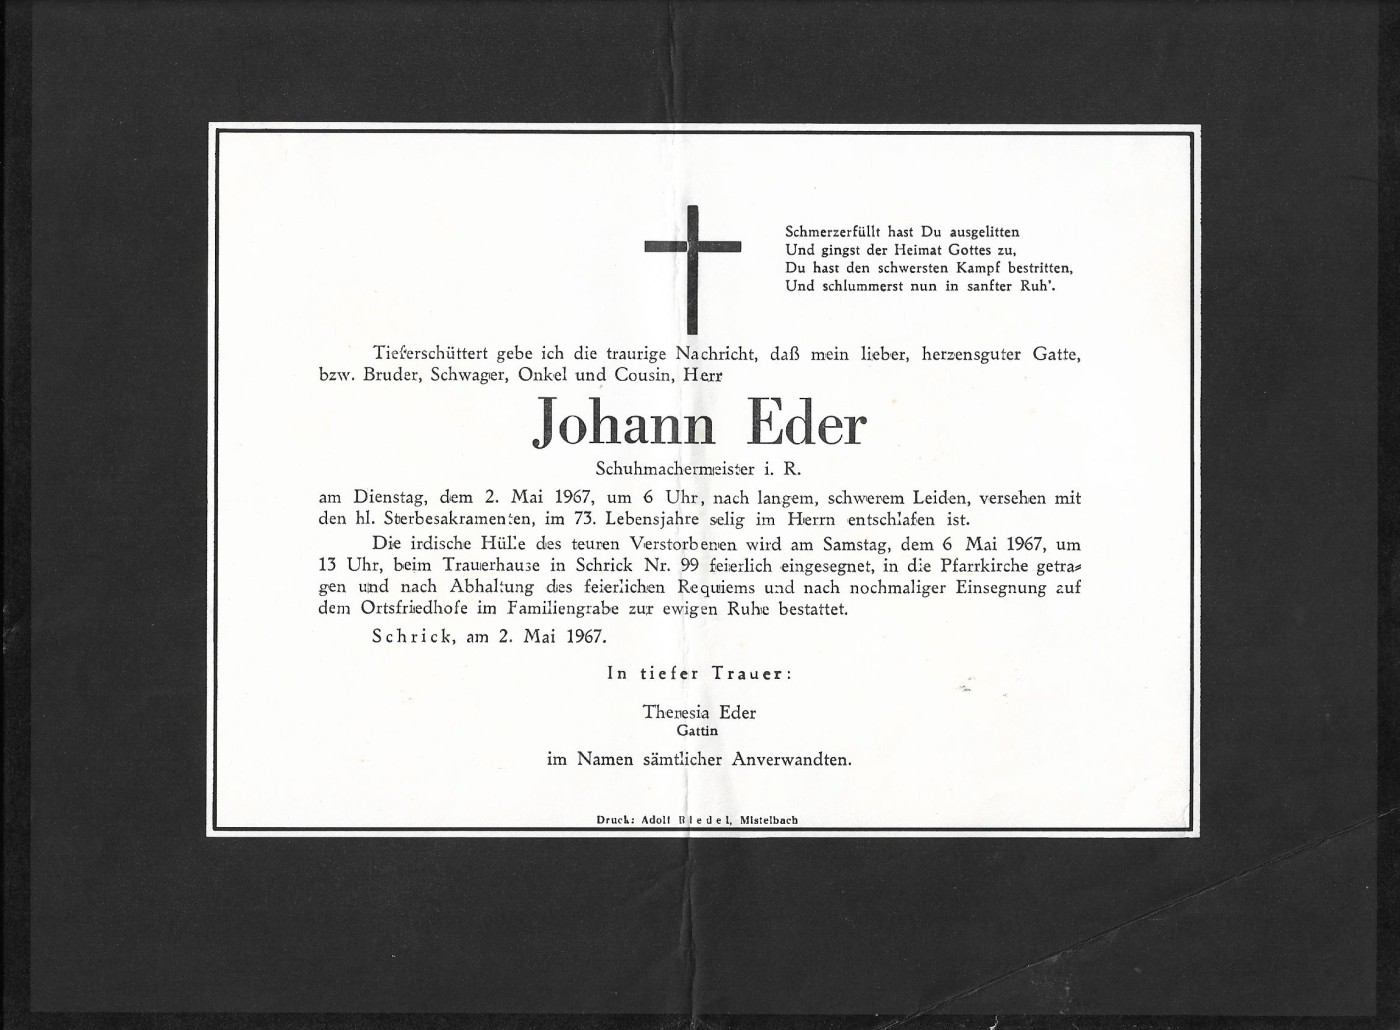 Schmerzerfüllt hast Du ausgelitten
Und gingst der Heimat Gottes zu,
Du hast den schwersten Kampf bestritten,
Und schlummerst nun in sanfter Ruh'.
Tieferschüttert gebe ich die traurige Nachricht, daß mein lieber, herzensguter Gatte,
bzw. Bruder, Schwager, Onkel und Cousin, Herr
Johann Eder
Schuhmachermeister i. R.
am Dienstag, dem 2. Mai 1967, um 6 Uhr, nach langem, schwerem Leiden, versehen mit
den hl. Sterbesakramenten, im 73. Lebensjahre selig im Herrn entschlafen ist.
Die irdische Hülle des teuren Verstorbenen wird am Samstag, dem 6 Mai 1967, um
13 Uhr, beim Trauerhause in Schrick Nr. 99 feierlich eingesegnet, in die Pfarrkirche getra=
gen und nach Abhaltung des feierlichen Requiems und nach nochmaliger Einsegnung auf
dem Ortsfriedhofe im Familiengrabe zur ewigen Ruhe bestattet.
Schrick, am 2. Mai 1967.
In tiefer Trauer:
Theresia Eder
Gattin
im Namen sämtlicher Anverwandten.
Druck: Adolf Riedel, Mistelbach